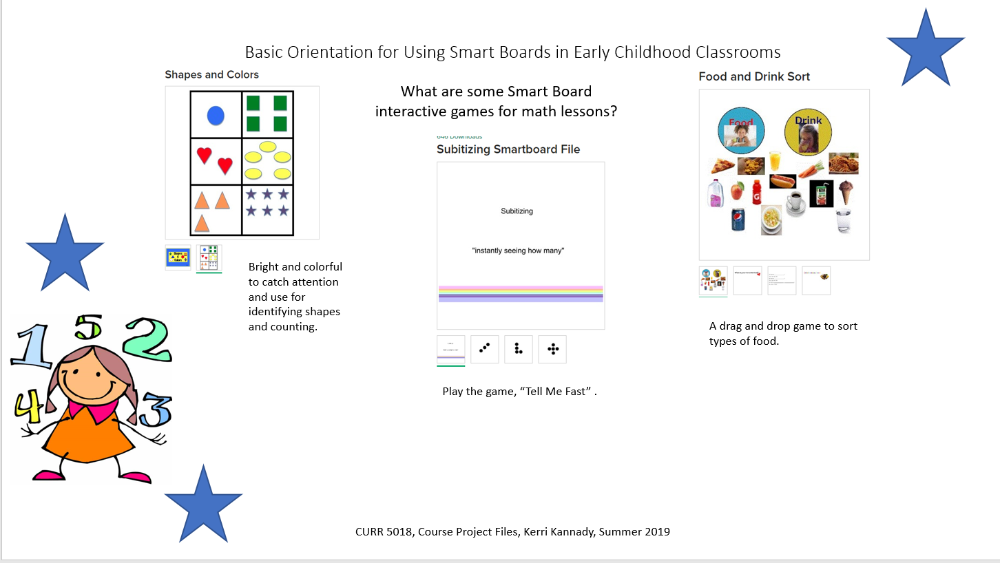 Basic Orientation for Using Smart Boards in Early Childhood Classrooms
Shapes and Colors
Bright and colorful
to catch attention
and use for
identifying shapes
and counting.
What are some Smart Board
interactive games for math lessons?
Subitizing Smartboard File
Subitizing
"instantly seeing how many"
Play the game, “Tell Me Fast” .
Food and Drink Sort
Food
Drink
A drag and drop game to sort
types of food.
1 5 2
4 3
CURR 5018, Course Project Files, Kerri Kannady, Summer 2019